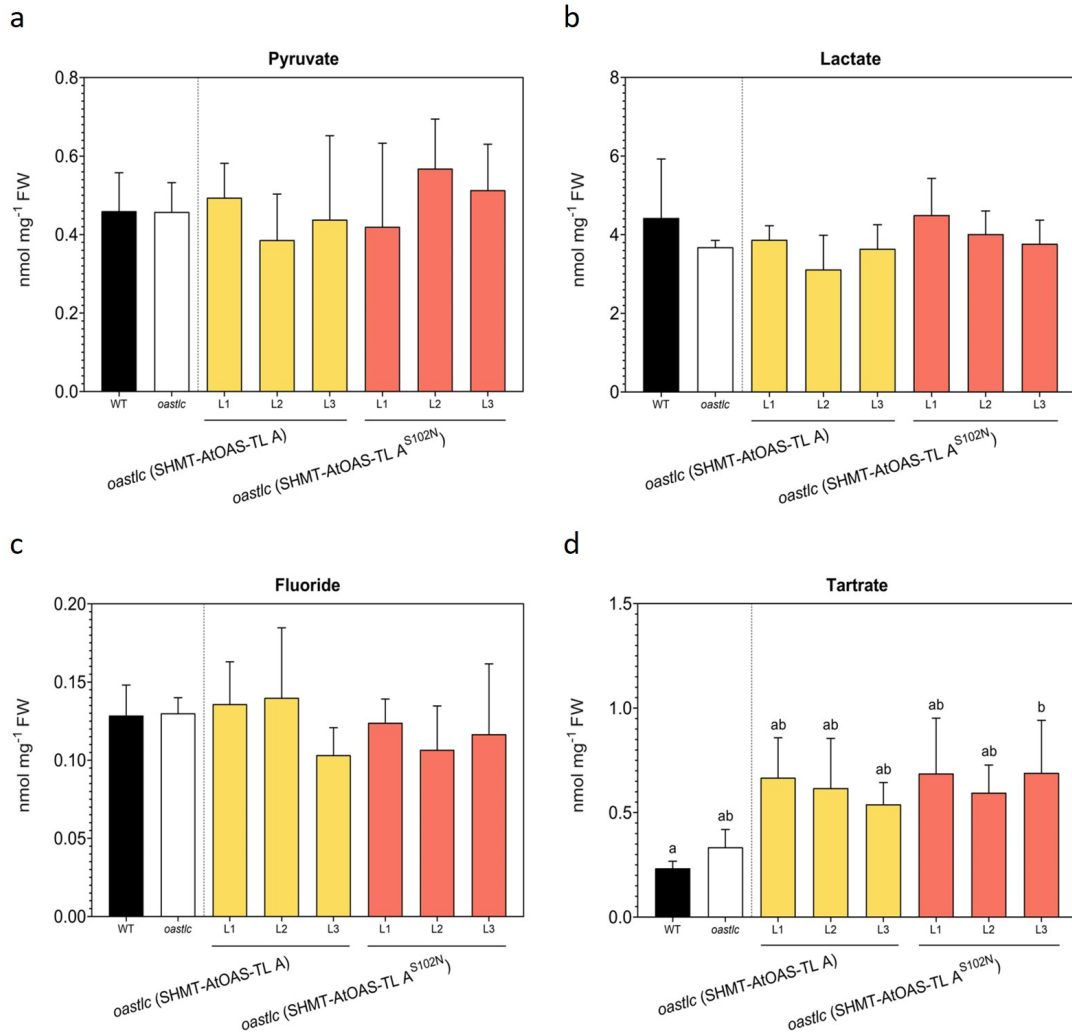 a
Pyruvate
nmol mg⁻¹ FW
0.8
0.6
0.4
0.2
0.0
WT
oastlc
L1
L2
L3
L1
L2
L3
oastlc (SHMT-AtOAS-TL A)
oastlc (SHMT-AtOAS-TL A^S102N)
b
Lactate
nmol mg⁻¹ FW
8
6
4
2
0
WT
oastlc
L1
L2
L3
L1
L2
L3
oastlc (SHMT-AtOAS-TL A)
oastlc (SHMT-AtOAS-TL A^S102N)
c
Fluoride
nmol mg⁻¹ FW
0.20
0.15
0.10
0.05
0.00
WT
oastlc
L1
L2
L3
L1
L2
L3
oastlc (SHMT-AtOAS-TL A)
oastlc (SHMT-AtOAS-TL A^S102N)
d
Tartrate
nmol mg⁻¹ FW
1.5
1.0
0.5
0.0
a
ab
ab
ab
ab
ab
ab
b
WT
oastlc
L1
L2
L3
L1
L2
L3
oastlc (SHMT-AtOAS-TL A)
oastlc (SHMT-AtOAS-TL A^S102N)